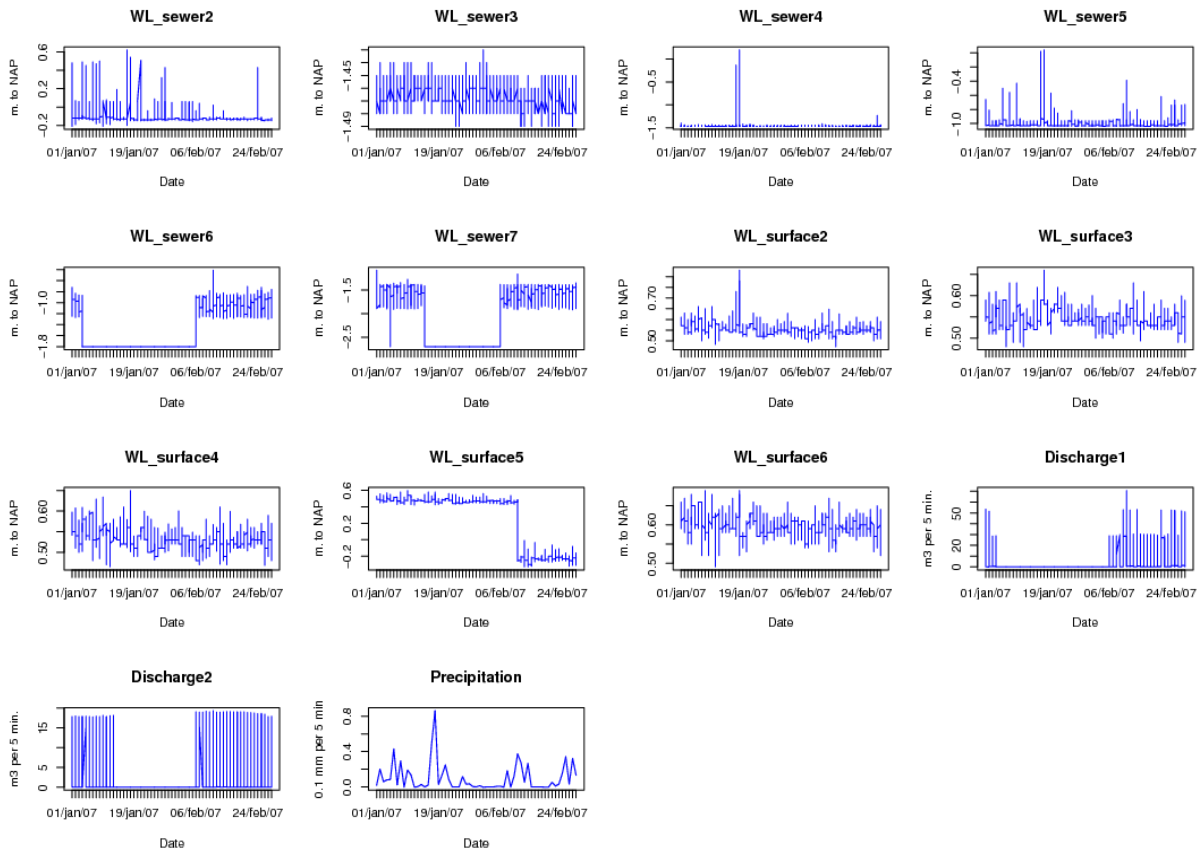 WL_sewer2
WL_sewer3
WL_sewer4
WL_sewer5
m. to NAP
−0.2 0.2 0.6
01/jan/07 19/jan/07 06/feb/07 24/feb/07
Date
m. to NAP
−1.49 −1.45
01/jan/07 19/jan/07 06/feb/07 24/feb/07
Date
m. to NAP
−1.5 −0.5
01/jan/07 19/jan/07 06/feb/07 24/feb/07
Date
m. to NAP
−1.0 −0.4
01/jan/07 19/jan/07 06/feb/07 24/feb/07
Date
WL_sewer6
WL_sewer7
WL_surface2
WL_surface3
m. to NAP
−1.8 −1.0
01/jan/07 19/jan/07 06/feb/07 24/feb/07
Date
m. to NAP
−2.5 −1.5
01/jan/07 19/jan/07 06/feb/07 24/feb/07
Date
m. to NAP
0.50 0.70
01/jan/07 19/jan/07 06/feb/07 24/feb/07
Date
m. to NAP
0.50 0.60
01/jan/07 19/jan/07 06/feb/07 24/feb/07
Date
WL_surface4
WL_surface5
WL_surface6
Discharge1
m. to NAP
0.50 0.60
01/jan/07 19/jan/07 06/feb/07 24/feb/07
Date
m. to NAP
−0.2 0.2 0.6
01/jan/07 19/jan/07 06/feb/07 24/feb/07
Date
m. to NAP
0.50 0.60
01/jan/07 19/jan/07 06/feb/07 24/feb/07
Date
m3 per 5 min.
0 20 50
01/jan/07 19/jan/07 06/feb/07 24/feb/07
Date
Discharge2
Precipitation
m3 per 5 min.
0 5 15
01/jan/07 19/jan/07 06/feb/07 24/feb/07
Date
0.1 mm per 5 min
0.0 0.4 0.8
01/jan/07 19/jan/07 06/feb/07 24/feb/07
Date